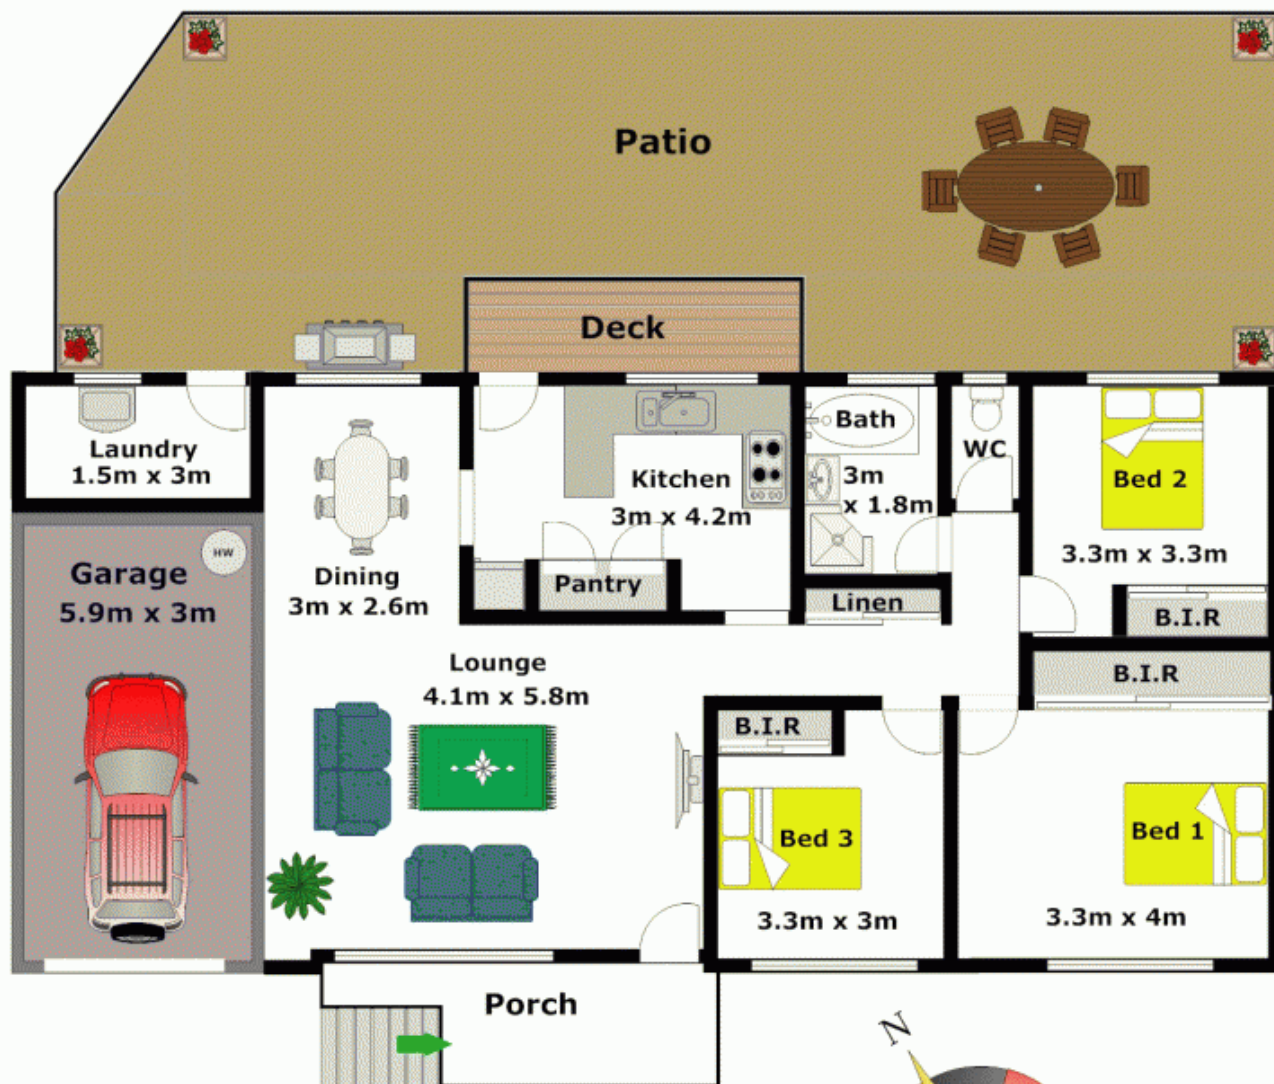 Patio
Deck
Laundry
1.5m x 3m
Bath
3m
x 1.8m
WC
Bed 2
3.3m x 3.3m
Kitchen
3m x 4.2m
HW
Garage
5.9m x 3m
Dining
3m x 2.6m
Pantry
Linen
B.I.R
Lounge
4.1m x 5.8m
B.I.R
B.I.R
Bed 3
3.3m x 3m
Bed 1
3.3m x 4m
Porch
N